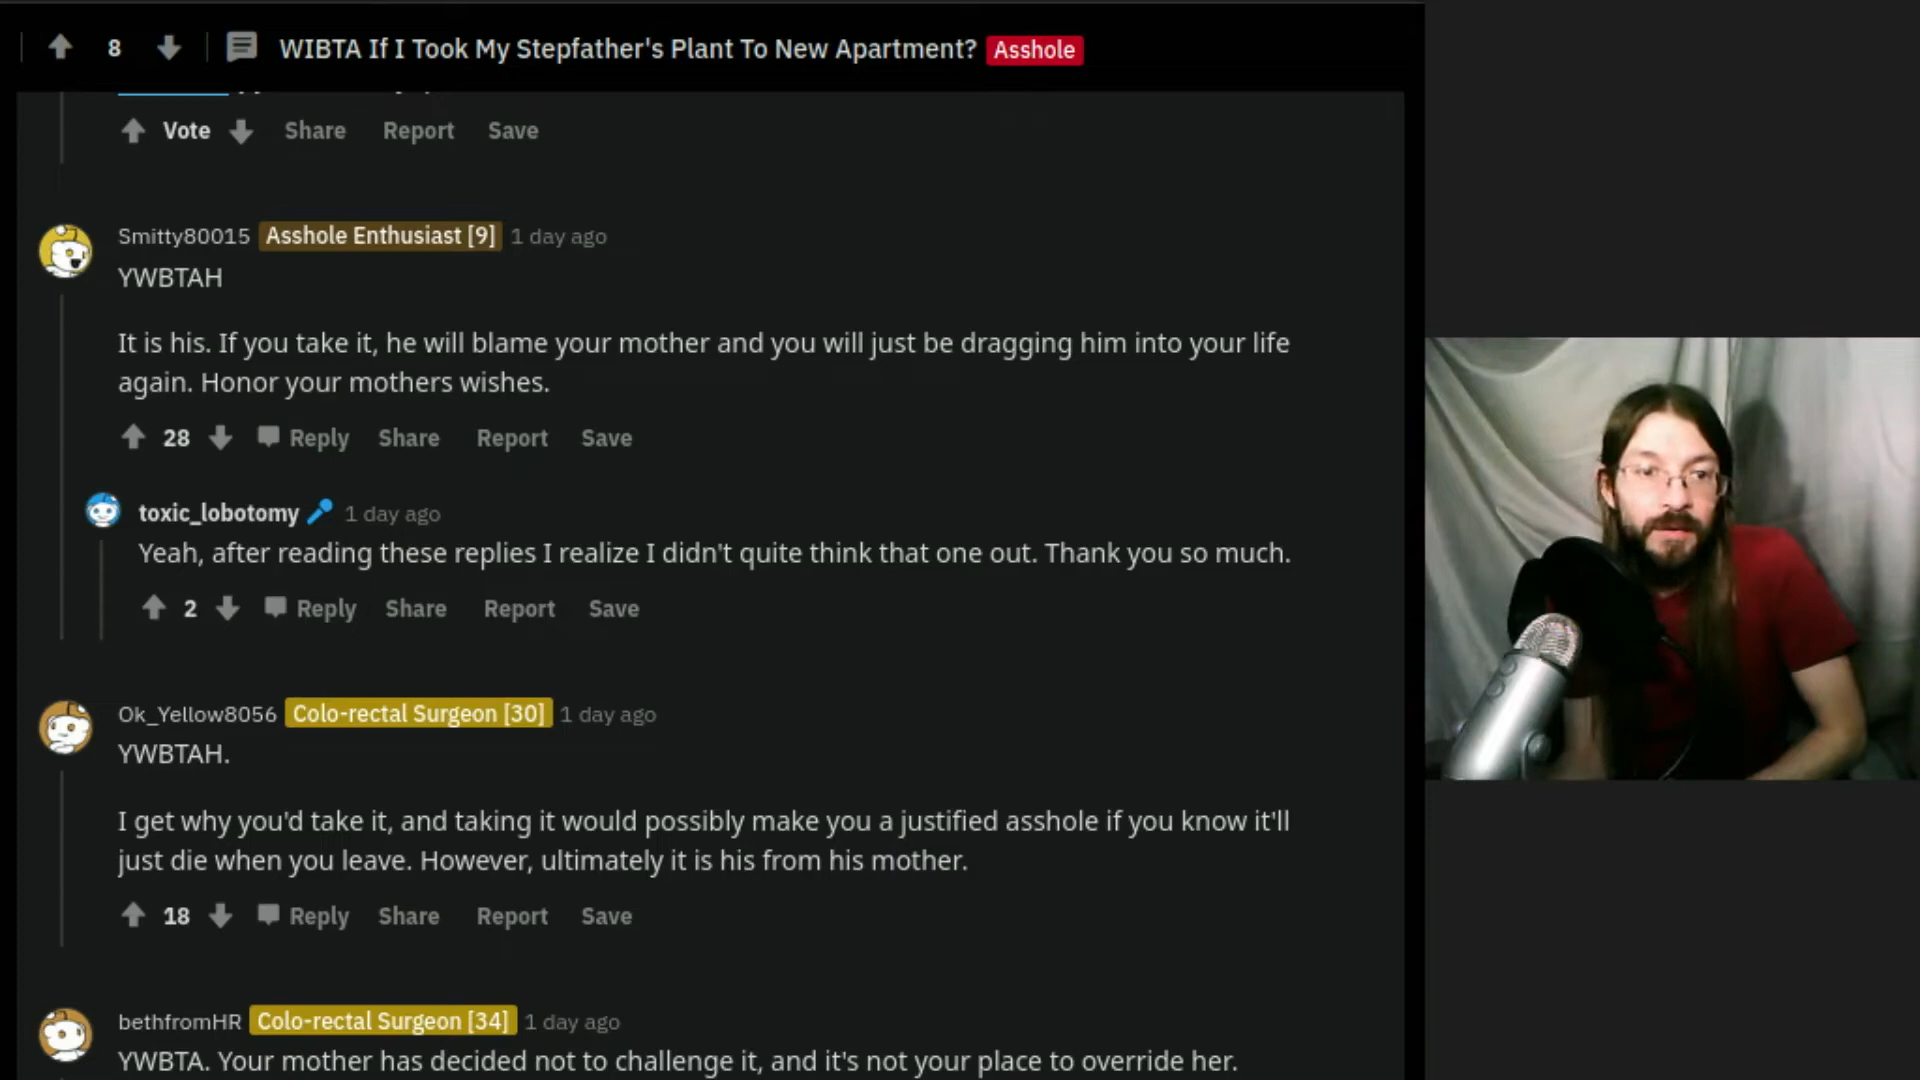 8 WIBTA If I Took My Stepfather's Plant To New Apartment? Asshole
Vote Share Report Save
Smitty80015 Asshole Enthusiast [9] 1 day ago
YWBTAH
It is his. If you take it, he will blame your mother and you will just be dragging him into your life
again. Honor your mothers wishes.
28 Reply Share Report Save
toxic_lobotomy 1 day ago
Yeah, after reading these replies I realize I didn't quite think that one out. Thank you so much.
2 Reply Share Report Save
Ok_Yellow8056 Colo-rectal Surgeon [30] 1 day ago
YWBTAH.
I get why you'd take it, and taking it would possibly make you a justified asshole if you know it'll
just die when you leave. However, ultimately it is his from his mother.
18 Reply Share Report Save
bethfromHR Colo-rectal Surgeon [34] 1 day ago
YWBTA. Your mother has decided not to challenge it, and it's not your place to override her.